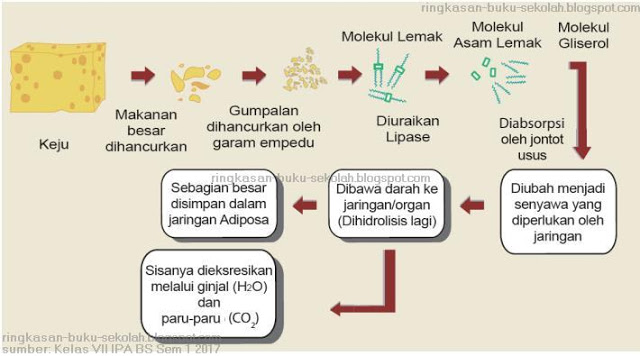 ringkasan-buku-sekolah.blogspot.com
Molekul Lemak
Molekul
Asam Lemak
Molekul
Gliserol
Keju
Makanan
besar
dihancurkan
Gumpalan
dihancurkan oleh
garam empedu
Diuraikan
Lipase
Diabsorpsi
oleh jontot
usus
ringkasan-buku-sekolah.blogspot.com
Sebagian besar
disimpan dalam
jaringan Adiposa
Dibawa darah ke
jaringan/organ
(Dihidrolisis lagi)
Diubah menjadi
senyawa yang
diperlukan oleh
jaringan
Sisanya dieksresikan
melalui ginjal (H2O)
dan
paru-paru (CO₂)
ringkasan-buku-sekolah.blogspot.com
sumber: Kelas VII IPA BS Sem 1 2017